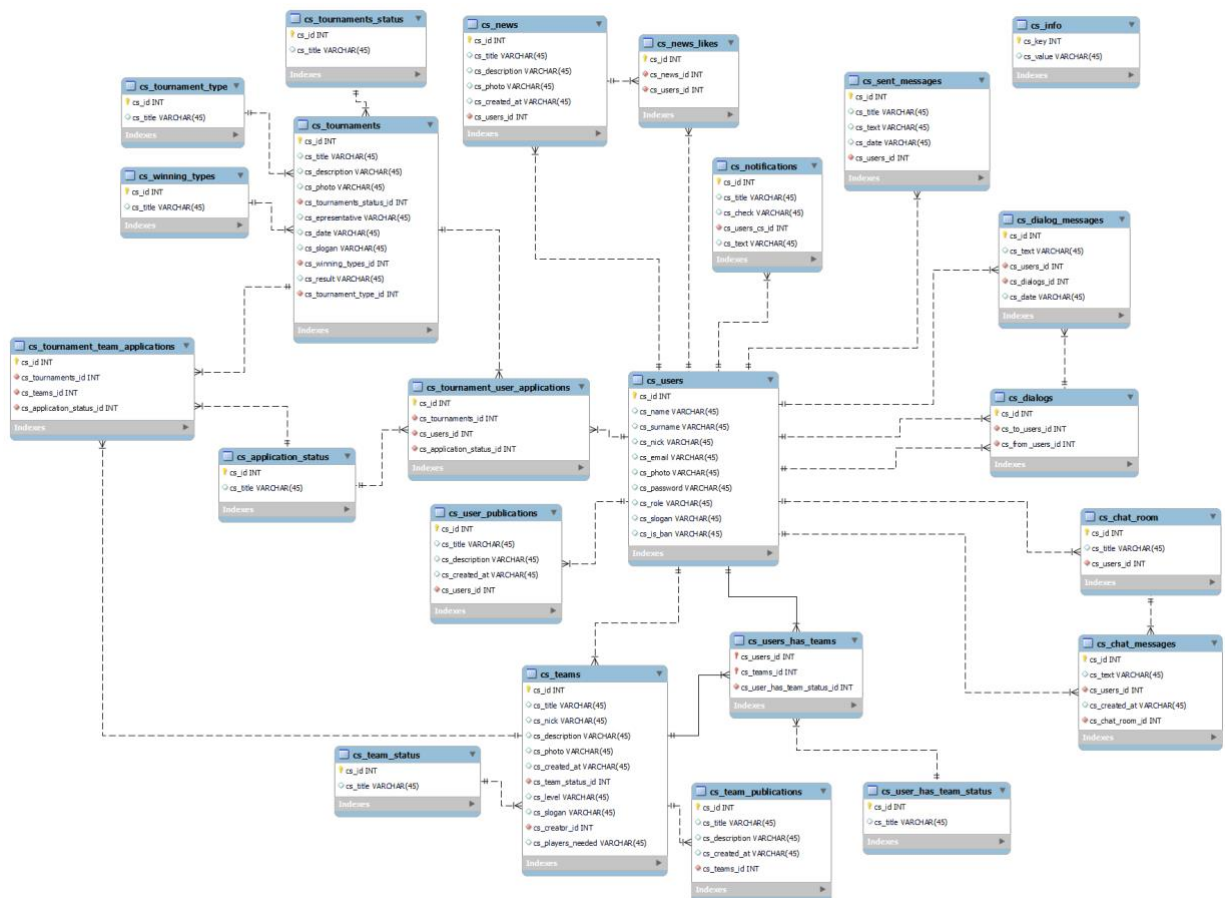 cs_tournaments_status
cs_id INT
cs_title VARCHAR(45)
Indexes
cs_news
cs_id INT
cs_title VARCHAR(45)
cs_description VARCHAR(45)
cs_photo VARCHAR(45)
cs_created_at VARCHAR(45)
cs_users_id INT
Indexes
cs_news_likes
cs_id INT
cs_news_id INT
cs_users_id INT
Indexes
cs_info
cs_key INT
cs_value VARCHAR(45)
Indexes
cs_sent_messages
cs_id INT
cs_title VARCHAR(45)
cs_text VARCHAR(45)
cs_date VARCHAR(45)
cs_users_id INT
Indexes
cs_tournament_type
cs_id INT
cs_title VARCHAR(45)
Indexes
cs_tournaments
cs_id INT
cs_title VARCHAR(45)
cs_description VARCHAR(45)
cs_photo VARCHAR(45)
cs_tournaments_status_id INT
cs_epresentative VARCHAR(45)
cs_date VARCHAR(45)
cs_slogan VARCHAR(45)
cs_winning_types_id INT
cs_result VARCHAR(45)
cs_tournament_type_id INT
Indexes
cs_winning_types
cs_id INT
cs_title VARCHAR(45)
Indexes
cs_notifications
cs_id INT
cs_title VARCHAR(45)
cs_check VARCHAR(45)
cs_users_cs_id INT
cs_text VARCHAR(45)
Indexes
cs_dialog_messages
cs_id INT
cs_text VARCHAR(45)
cs_users_id INT
cs_dialogs_id INT
cs_date VARCHAR(45)
Indexes
cs_tournament_team_applications
cs_id INT
cs_tournaments_id INT
cs_teams_id INT
cs_application_status_id INT
Indexes
cs_tournament_user_applications
cs_id INT
cs_tournaments_id INT
cs_users_id INT
cs_application_status_id INT
Indexes
cs_users
cs_id INT
cs_name VARCHAR(45)
cs_surname VARCHAR(45)
cs_nick VARCHAR(45)
cs_email VARCHAR(45)
cs_photo VARCHAR(45)
cs_password VARCHAR(45)
cs_role VARCHAR(45)
cs_slogan VARCHAR(45)
cs_is_ban VARCHAR(45)
Indexes
cs_dialogs
cs_id INT
cs_to_users_id INT
cs_from_users_id INT
Indexes
cs_application_status
cs_id INT
cs_title VARCHAR(45)
Indexes
cs_user_publications
cs_id INT
cs_title VARCHAR(45)
cs_description VARCHAR(45)
cs_created_at VARCHAR(45)
cs_users_id INT
Indexes
cs_chat_room
cs_id INT
cs_title VARCHAR(45)
cs_users_id INT
Indexes
cs_users_has_teams
cs_users_id INT
cs_teams_id INT
cs_user_has_team_status_id INT
Indexes
cs_chat_messages
cs_id INT
cs_text VARCHAR(45)
cs_users_id INT
cs_created_at VARCHAR(45)
cs_chat_room_id INT
Indexes
cs_teams
cs_id INT
cs_title VARCHAR(45)
cs_nick VARCHAR(45)
cs_description VARCHAR(45)
cs_photo VARCHAR(45)
cs_created_at VARCHAR(45)
cs_team_status_id INT
cs_level VARCHAR(45)
cs_slogan VARCHAR(45)
cs_creator_id INT
cs_players_needed VARCHAR(45)
Indexes
cs_team_status
cs_id INT
cs_title VARCHAR(45)
Indexes
cs_team_publications
cs_id INT
cs_title VARCHAR(45)
cs_description VARCHAR(45)
cs_created_at VARCHAR(45)
cs_teams_id INT
Indexes
cs_user_has_team_status
cs_id INT
cs_title VARCHAR(45)
Indexes